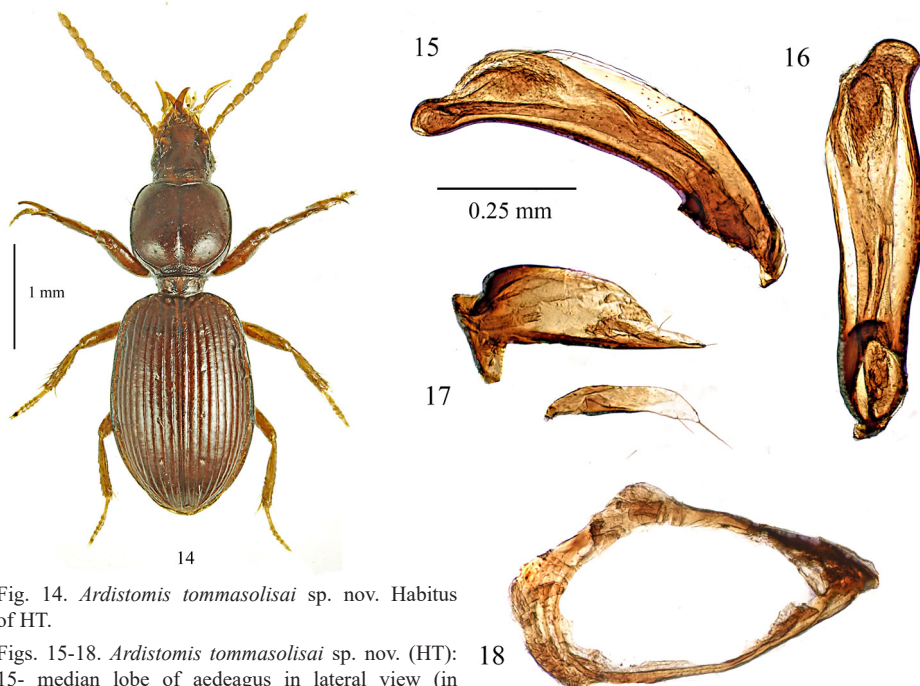 15
16
0.25 mm
1 mm
17
14
18
Fig. 14. Ardistomis tommasolisai sp. nov. Habitus
of HT.
Figs. 15-18. Ardistomis tommasolisai sp. nov. (HT):
15- median lobe of aedeagus in lateral view (in